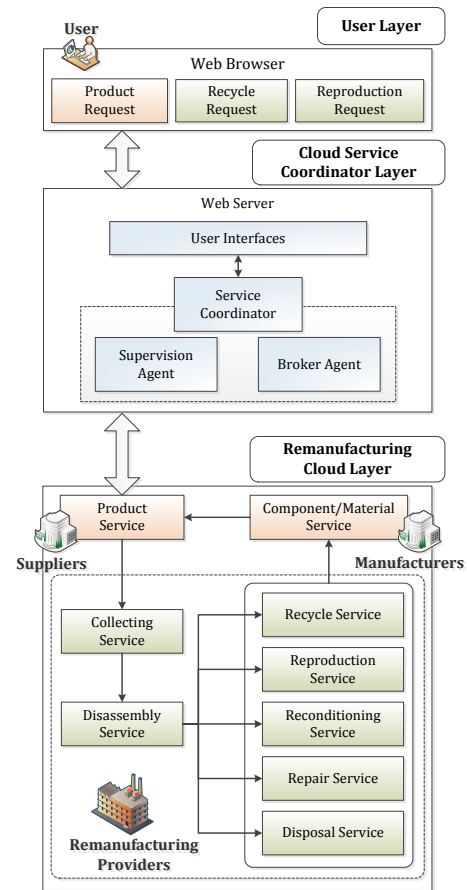 User Layer
User
Web Browser
Product
Request
Recycle
Request
Reproduction
Request
Cloud Service
Coordinator Layer
Web Server
User Interfaces
Service
Coordinator
Supervision
Agent
Broker Agent
Remanufacturing
Cloud Layer
Product
Service
Component/Material
Service
Suppliers
Manufacturers
Collecting
Service
Recycle Service
Reproduction
Service
Disassembly
Service
Reconditioning
Service
Repair Service
Disposal Service
Remanufacturing
Providers